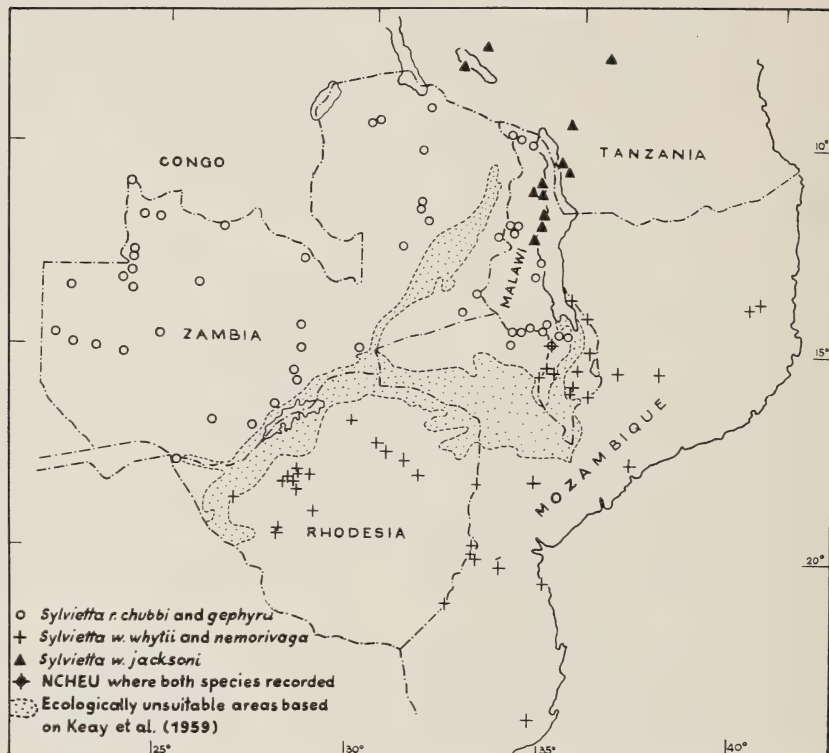 CONGO
TANZANIA
10°
MALAWI
ZAMBIA
15°
MOZAMBIQUE
RHODESIA
20°
Sylvietta r. chubbi and gephyra
Sylvietta w. whytii and nemorivaga
Sylvietta w. jacksoni
NCHEU where both species recorded
Ecologically unsuitable areas based
on Keay et al. (1959)
25°
30°
35°
40°